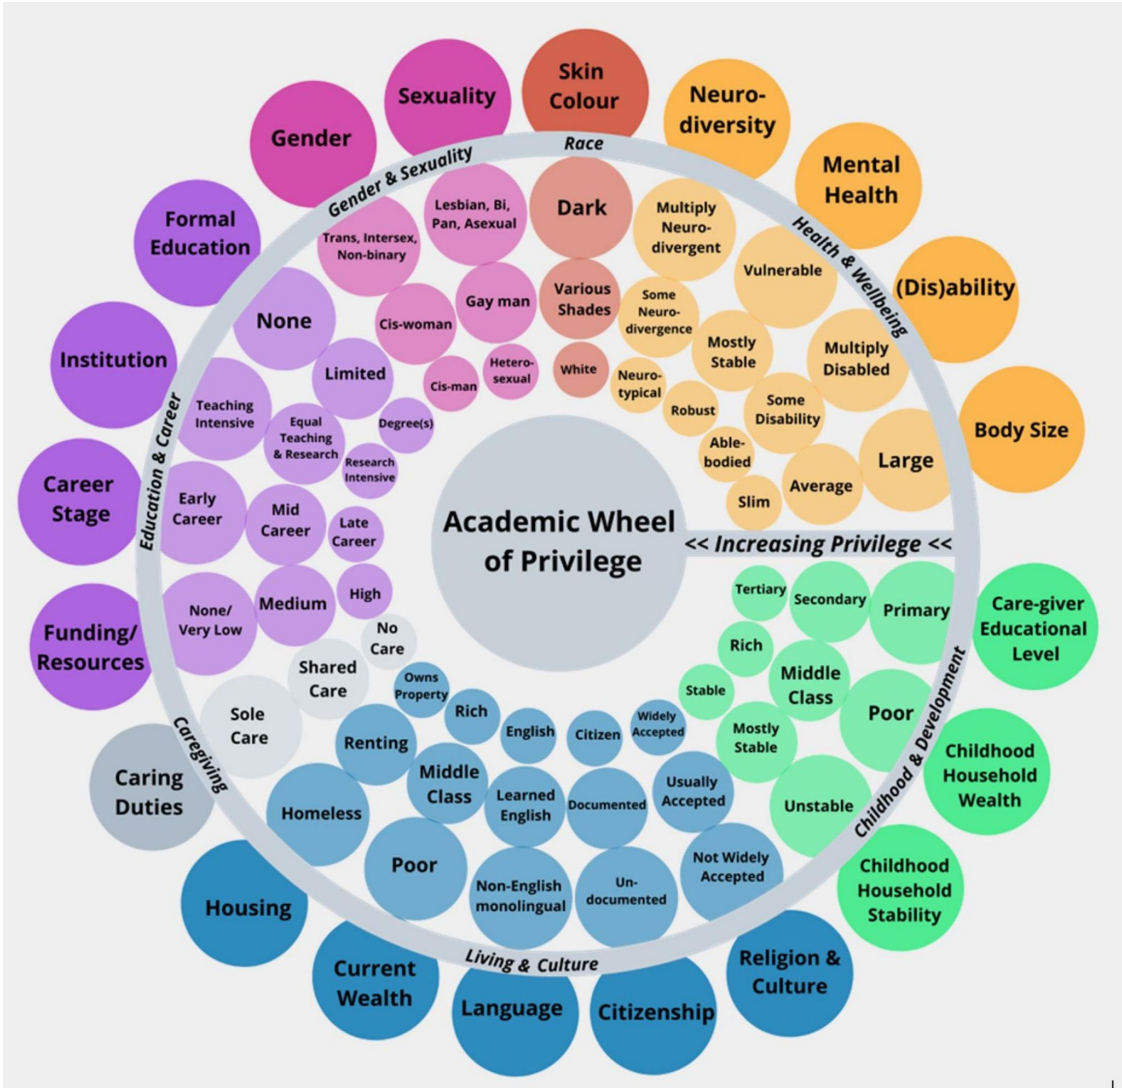 Academic Wheel
of Privilege
<< Increasing Privilege <<
Race
Skin
Colour
Dark
Various
Shades
White
Health & Wellbeing
Neuro-
diversity
Multiply
Neuro-
divergent
Some
Neuro-
divergence
Neuro-
typical
Mental
Health
Vulnerable
Mostly
Stable
Robust
(Dis)ability
Multiply
Disabled
Some
Disability
Able-
bodied
Body Size
Large
Average
Slim
Childhood & Development
Care-giver
Educational
Level
Primary
Secondary
Tertiary
Childhood
Household
Wealth
Poor
Middle
Class
Rich
Childhood
Household
Stability
Unstable
Mostly
Stable
Stable
Living & Culture
Religion &
Culture
Not Widely
Accepted
Usually
Accepted
Widely
Accepted
Citizenship
Un-
documented
Documented
Citizen
Language
Non-English
monolingual
Learned
English
English
Current
Wealth
Poor
Middle
Class
Rich
Housing
Homeless
Renting
Owns
Property
Caregiving
Caring
Duties
Sole
Care
Shared
Care
No
Care
Education & Career
Funding/
Resources
None/
Very Low
Medium
High
Career
Stage
Early
Career
Mid
Career
Late
Career
Institution
Teaching
Intensive
Equal
Teaching
& Research
Research
Intensive
Formal
Education
None
Limited
Degree(s)
Gender & Sexuality
Gender
Trans, Intersex,
Non-binary
Cis-woman
Cis-man
Sexuality
Lesbian, Bi,
Pan, Asexual
Gay man
Hetero-
sexual